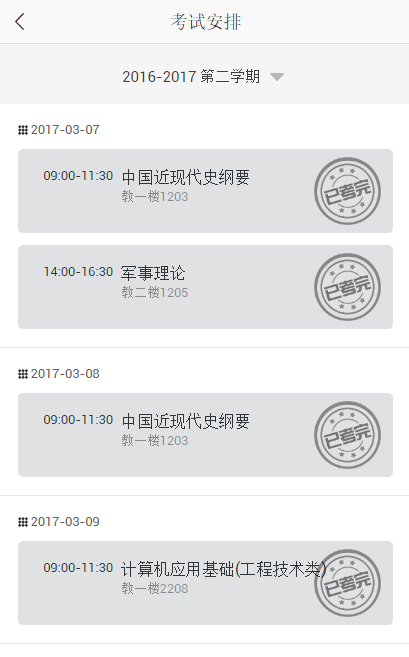 考试安排
2016-2017 第二学期
2017-03-07
09:00-11:30 中国近现代史纲要
教一楼1203
已考完
14:00-16:30 军事理论
教二楼1205
已考完
2017-03-08
09:00-11:30 中国近现代史纲要
教一楼1203
已考完
2017-03-09
09:00-11:30 计算机应用基础(工程技术类)
教一楼2208
已考完